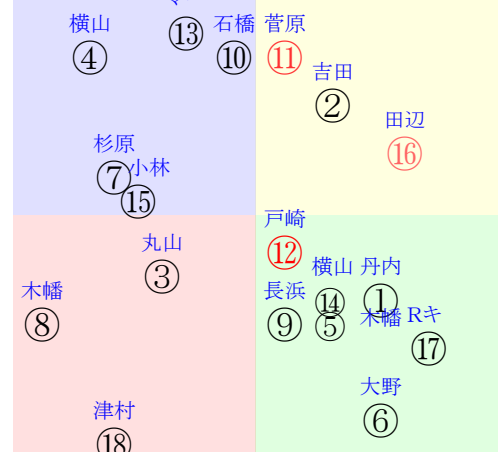 横山
④
⑬
石橋
⑩
菅原
⑪
吉田
②
田辺
⑯
杉原
⑦
小林
⑮
戸崎
⑫
丸山
③
横山
⑭
丹内
①
木幡
⑧
長浜
⑨
木幡
⑤
Rキ
⑰
大野
⑥
津村
⑱